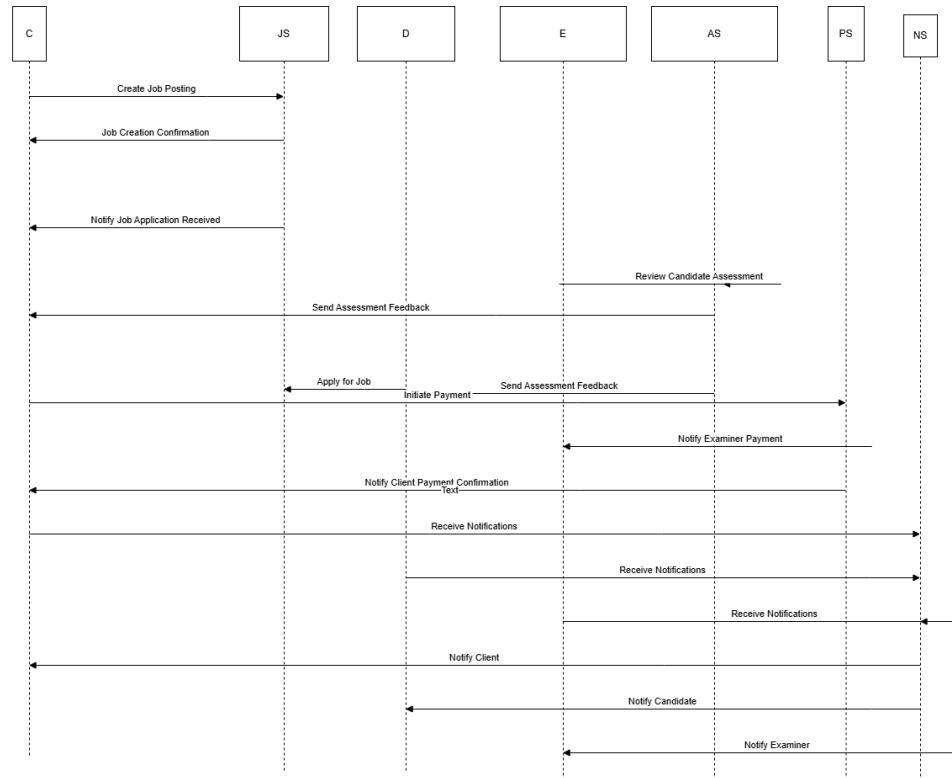 C
JS
D
E
AS
PS
NS
Create Job Posting
Job Creation Confirmation
Notify Job Application Received
Review Candidate Assessment
Send Assessment Feedback
Apply for Job
Send Assessment Feedback
Initiate Payment
Notify Examiner Payment
Notify Client Payment Confirmation
Text
Receive Notifications
Receive Notifications
Receive Notifications
Notify Client
Notify Candidate
Notify Examiner